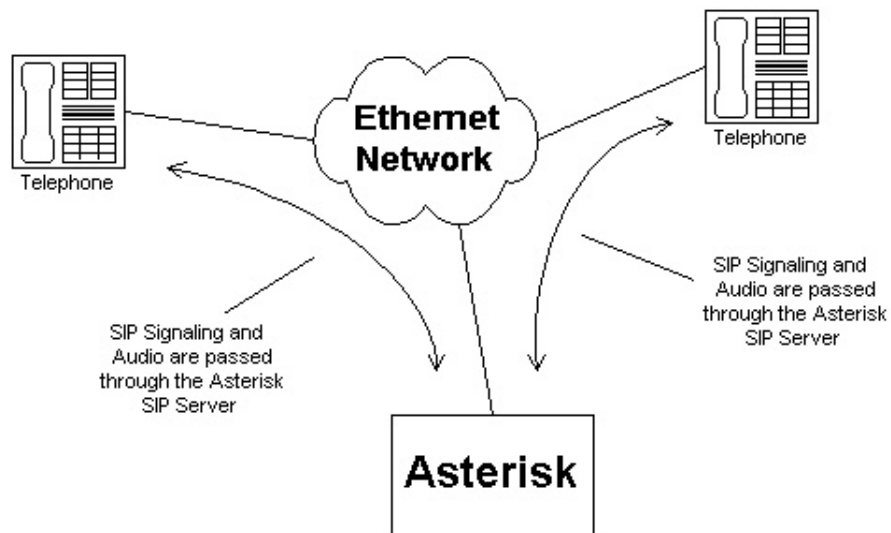 Ethernet
Network
Telephone
Telephone
SIP Signaling and
Audio are passed
through the Asterisk
SIP Server
SIP Signaling and
Audio are passed
through the Asterisk
SIP Server
Asterisk